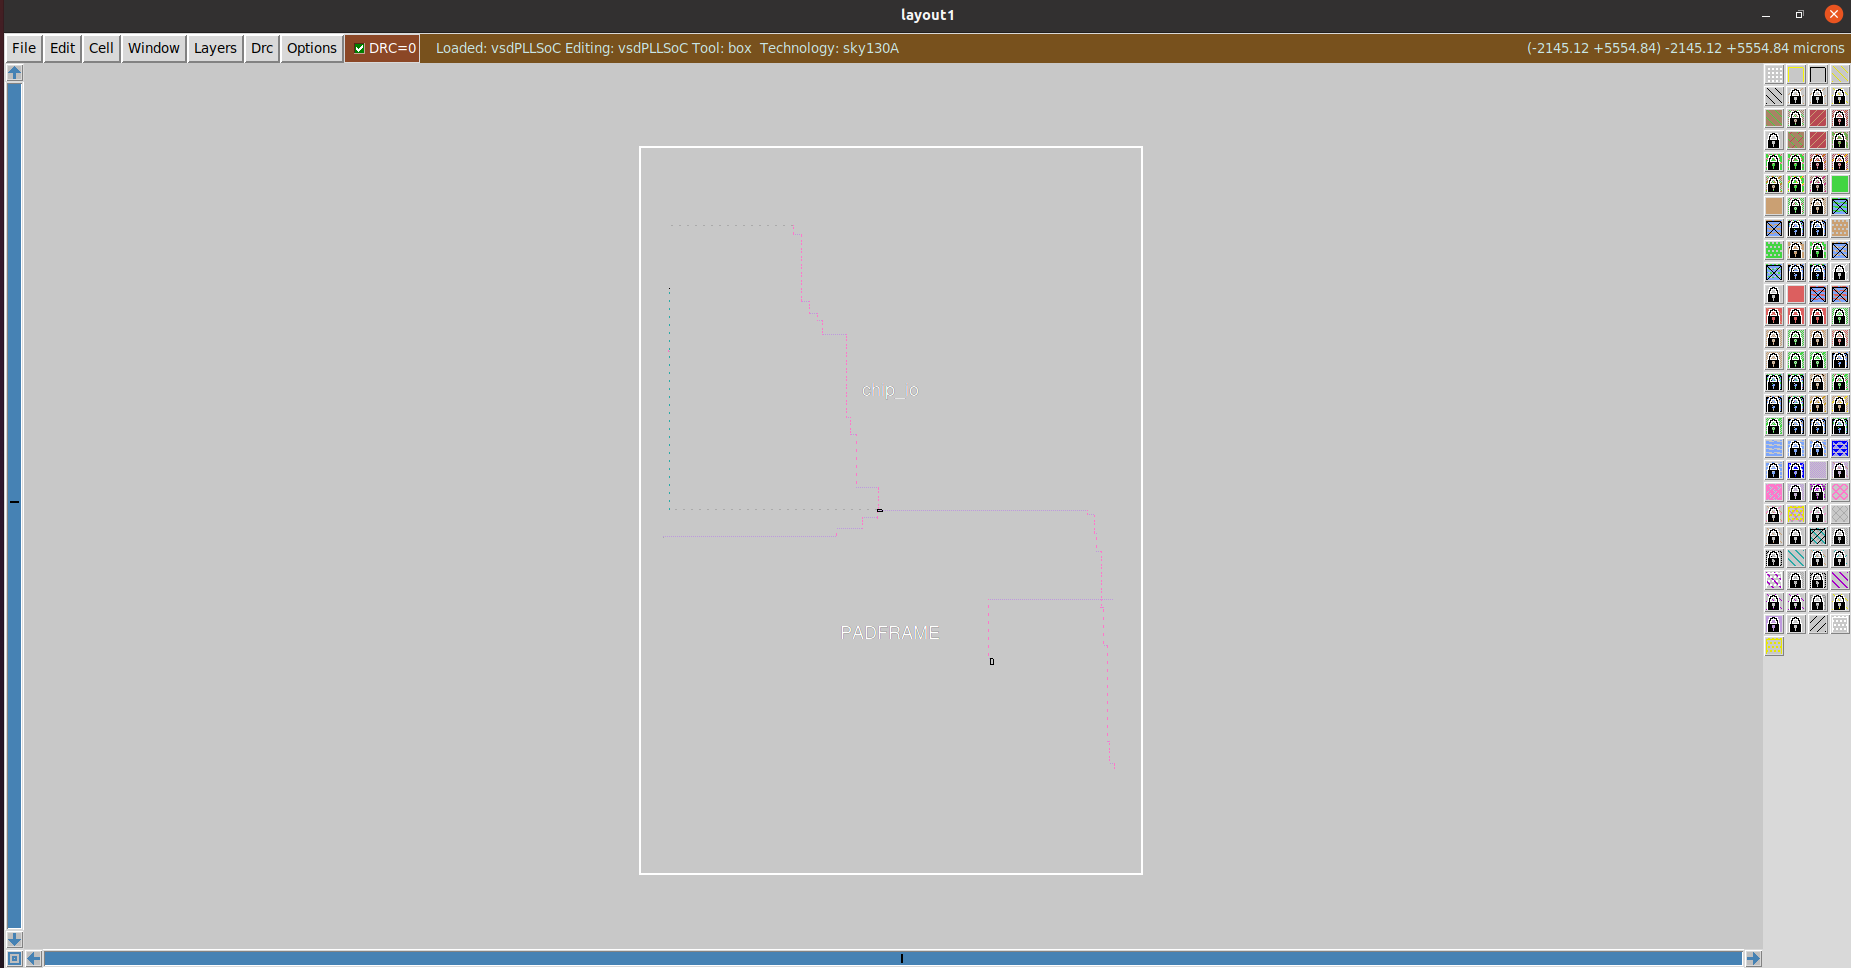 layout1
File Edit Cell Window Layers Drc Options DRC=0 Loaded: vsdPLLSoC Editing: vsdPLLSoC Tool: box Technology: sky130A (-2145.12 +5554.84) -2145.12 +5554.84 microns
chip_io
PADFRAME